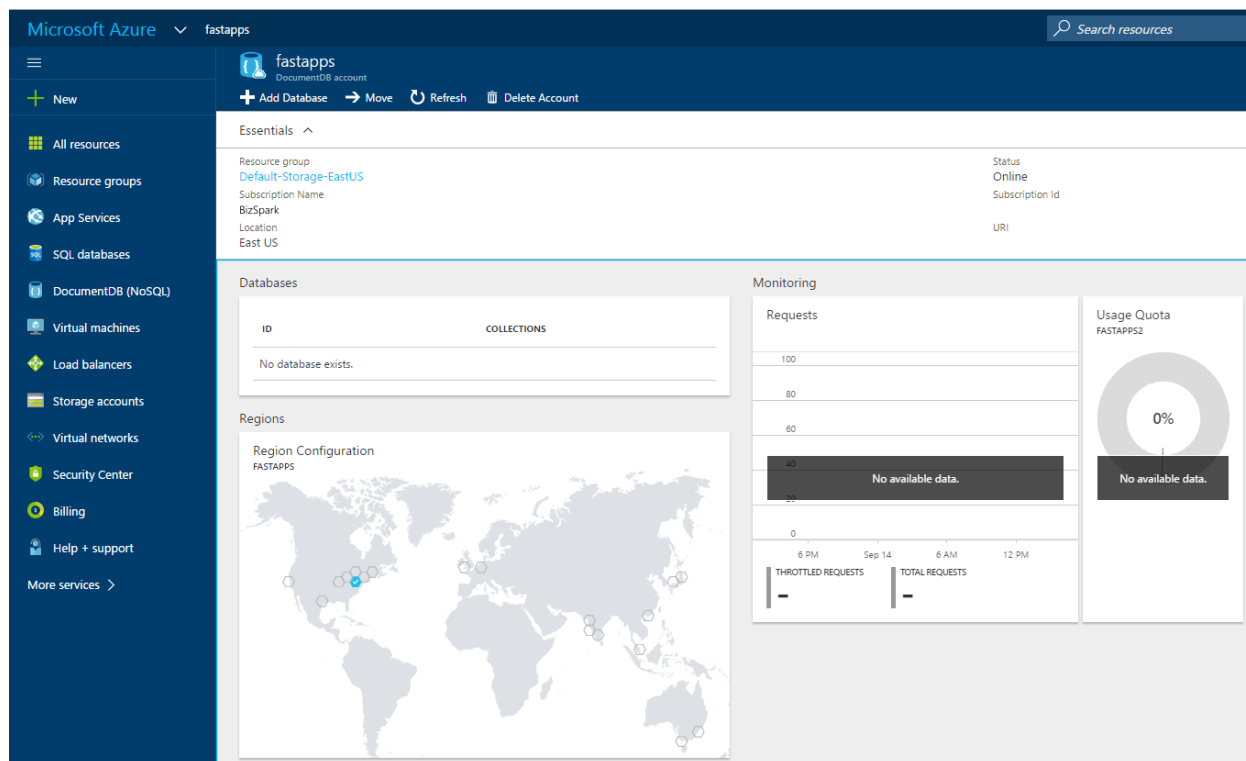 Microsoft Azure fastapps
Search resources
New
All resources
Resource groups
App Services
SQL databases
DocumentDB (NoSQL)
Virtual machines
Load balancers
Storage accounts
Virtual networks
Security Center
Billing
Help + support
More services
fastapps
DocumentDB account
Add Database Move Refresh Delete Account
Essentials
Resource group
Default-Storage-EastUS
Subscription Name
BizSpark
Location
East US
Status
Online
Subscription Id
URI
Databases
ID COLLECTIONS
No database exists.
Regions
Region Configuration
FASTAPPS
Monitoring
Requests
100
80
60
40
No available data.
20
0
6 PM Sep 14 6 AM 12 PM
THROTTLED REQUESTS TOTAL REQUESTS
– –
Usage Quota
FASTAPPS2
0%
No available data.